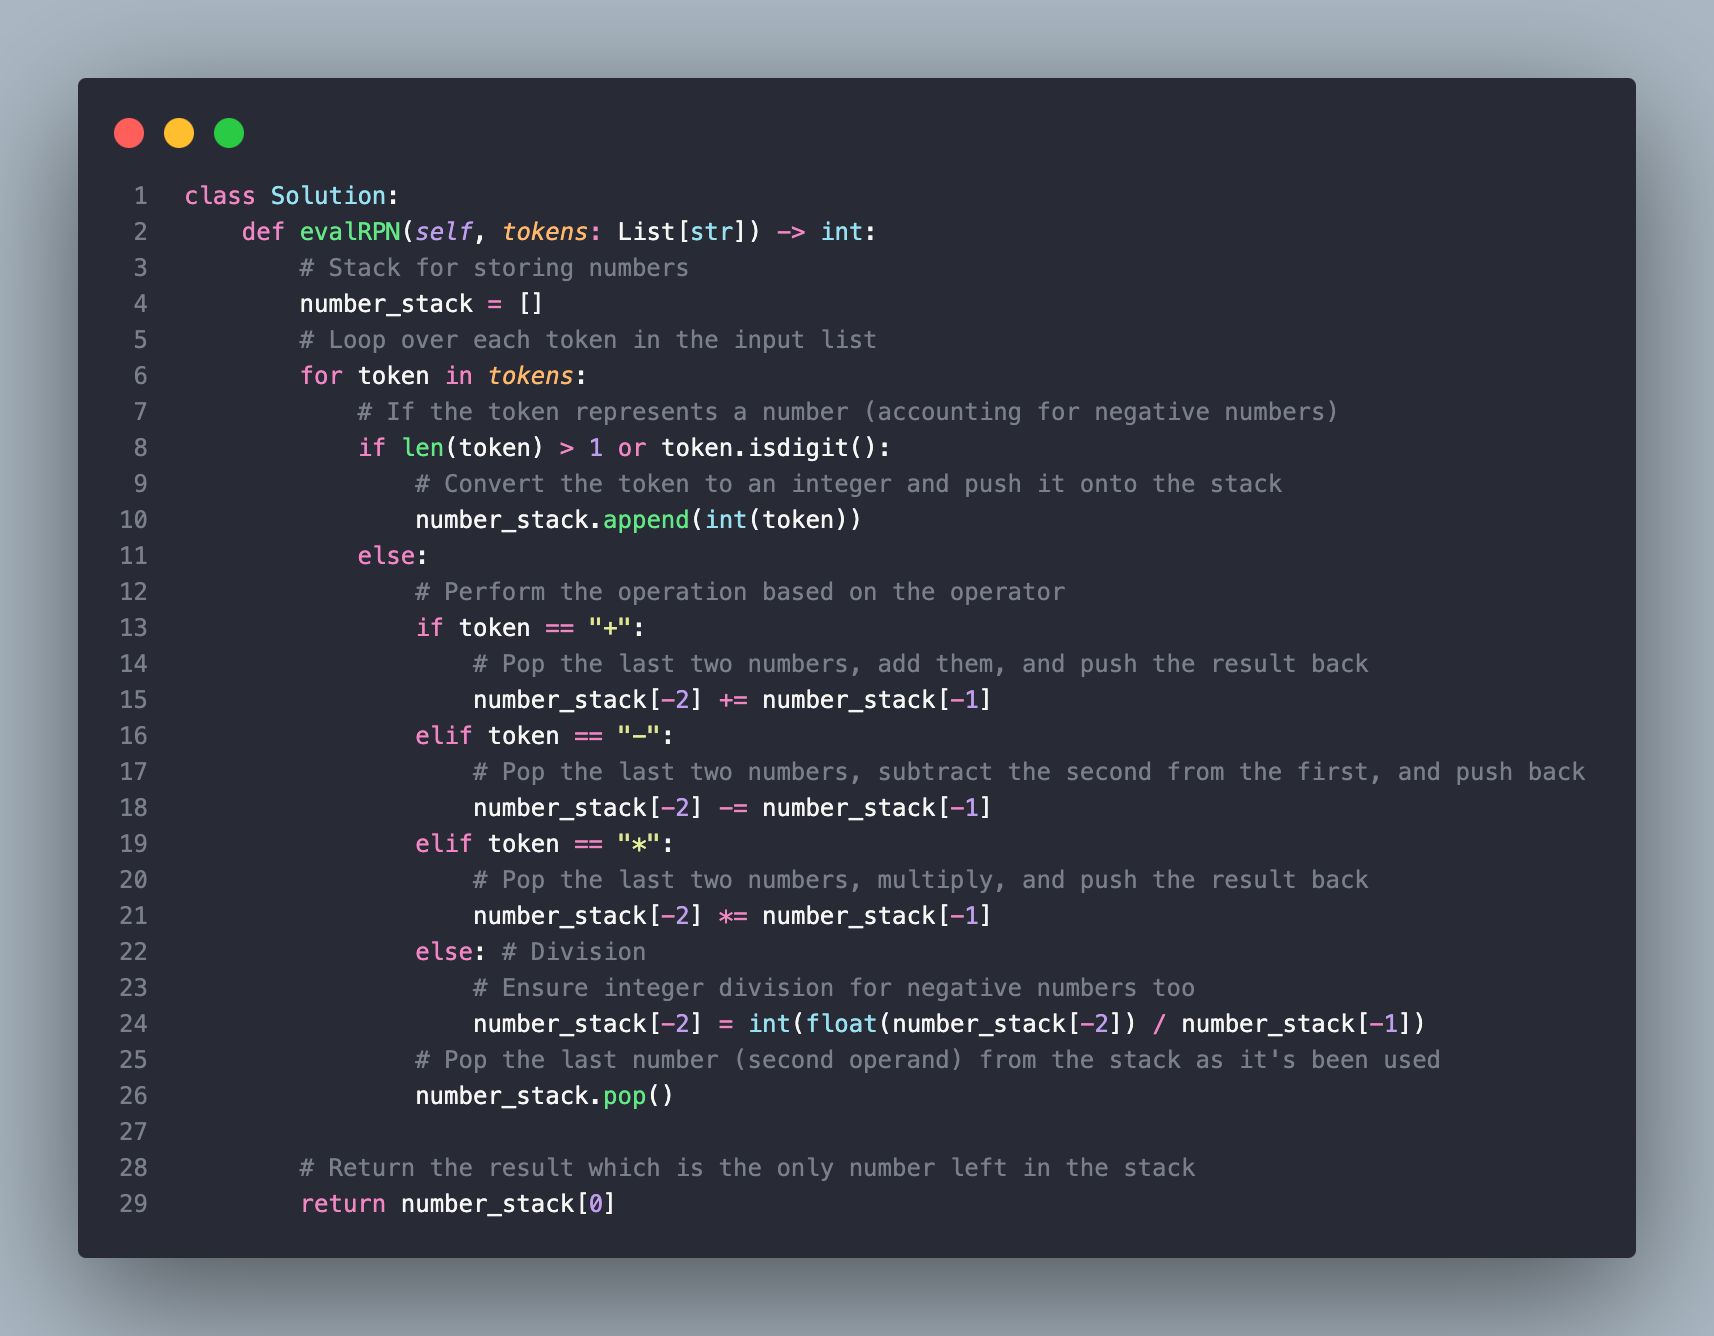 1 class Solution:
2     def evalRPN(self, tokens: List[str]) -> int:
3         # Stack for storing numbers
4         number_stack = []
5         # Loop over each token in the input list
6         for token in tokens:
7             # If the token represents a number (accounting for negative numbers)
8             if len(token) > 1 or token.isdigit():
9                 # Convert the token to an integer and push it onto the stack
10                 number_stack.append(int(token))
11             else:
12                 # Perform the operation based on the operator
13                 if token == "+":
14                     # Pop the last two numbers, add them, and push the result back
15                     number_stack[-2] += number_stack[-1]
16                 elif token == "-":
17                     # Pop the last two numbers, subtract the second from the first, and push back
18                     number_stack[-2] -= number_stack[-1]
19                 elif token == "*":
20                     # Pop the last two numbers, multiply, and push the result back
21                     number_stack[-2] *= number_stack[-1]
22                 else: # Division
23                     # Ensure integer division for negative numbers too
24                     number_stack[-2] = int(float(number_stack[-2]) / number_stack[-1])
25                 # Pop the last number (second operand) from the stack as it's been used
26                 number_stack.pop()
27
28         # Return the result which is the only number left in the stack
29         return number_stack[0]